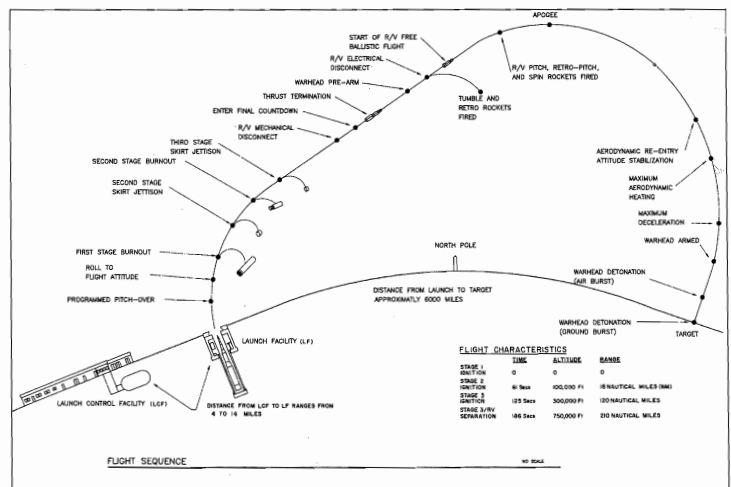 APOGEE
START OF R/V FREE
BALLISTIC FLIGHT
R/V ELECTRICAL
DISCONNECT
WARHEAD PRE-ARM
THRUST TERMINATION
ENTER FINAL COUNTDOWN
R/V MECHANICAL
DISCONNECT
THIRD STAGE
SKIRT JETTISON
SECOND STAGE BURNOUT
SECOND STAGE
SKIRT JETTISON
FIRST STAGE BURNOUT
ROLL TO
FLIGHT ATTITUDE
PROGRAMMED PITCH-OVER
R/V PITCH, RETRO-PITCH,
AND SPIN ROCKETS FIRED
TUMBLE AND
RETRO ROCKETS
FIRED
AERODYNAMIC RE-ENTRY
ATTITUDE STABILIZATION
MAXIMUM
AERODYNAMIC
HEATING
MAXIMUM
DECELERATION
WARHEAD ARMED
WARHEAD DETONATION
(AIR BURST)
WARHEAD DETONATION
(GROUND BURST)
TARGET
NORTH POLE
DISTANCE FROM LAUNCH TO TARGET
APPROXIMATLY 6000 MILES
LAUNCH FACILITY (LF)
LAUNCH CONTROL FACILITY (LCF)
DISTANCE FROM LCF TO LF RANGES FROM
4 TO 16 MILES
FLIGHT CHARACTERISTICS
TIME ALTITUDE RANGE
STAGE 1
IGNITION 0 0 0
STAGE 2
IGNITION 61 Secs 100,000 Ft 18 NAUTICAL MILES (NM)
STAGE 3
IGNITION 125 Secs 300,000 Ft 120 NAUTICAL MILES
STAGE 3/RV
SEPARATION 186 Secs 750,000 Ft 210 NAUTICAL MILES
FLIGHT SEQUENCE
NO SCALE